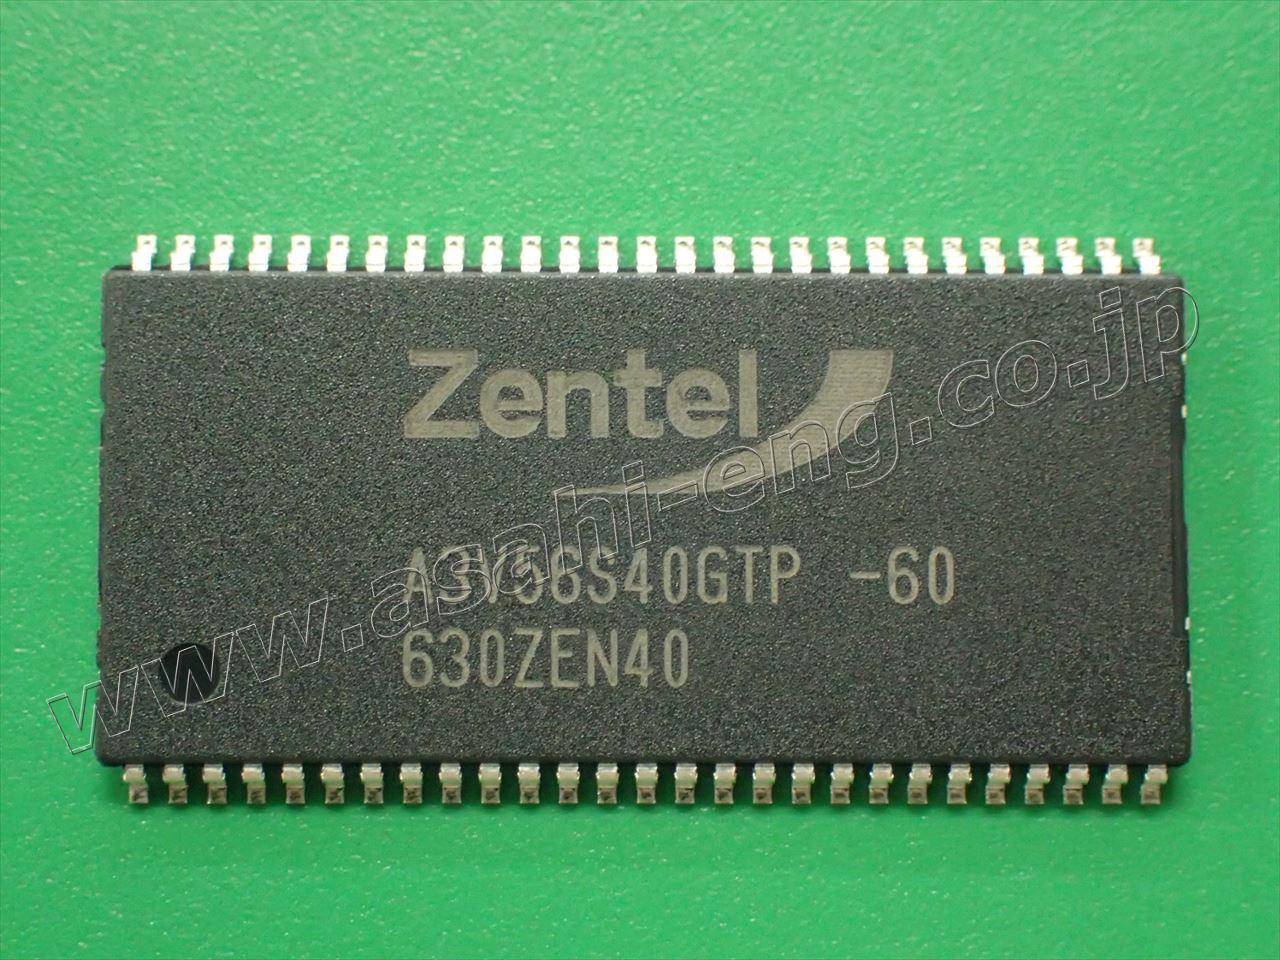 Zentel
A3V56S40GTP -60
630ZEN40
www.asahi-eng.co.jp